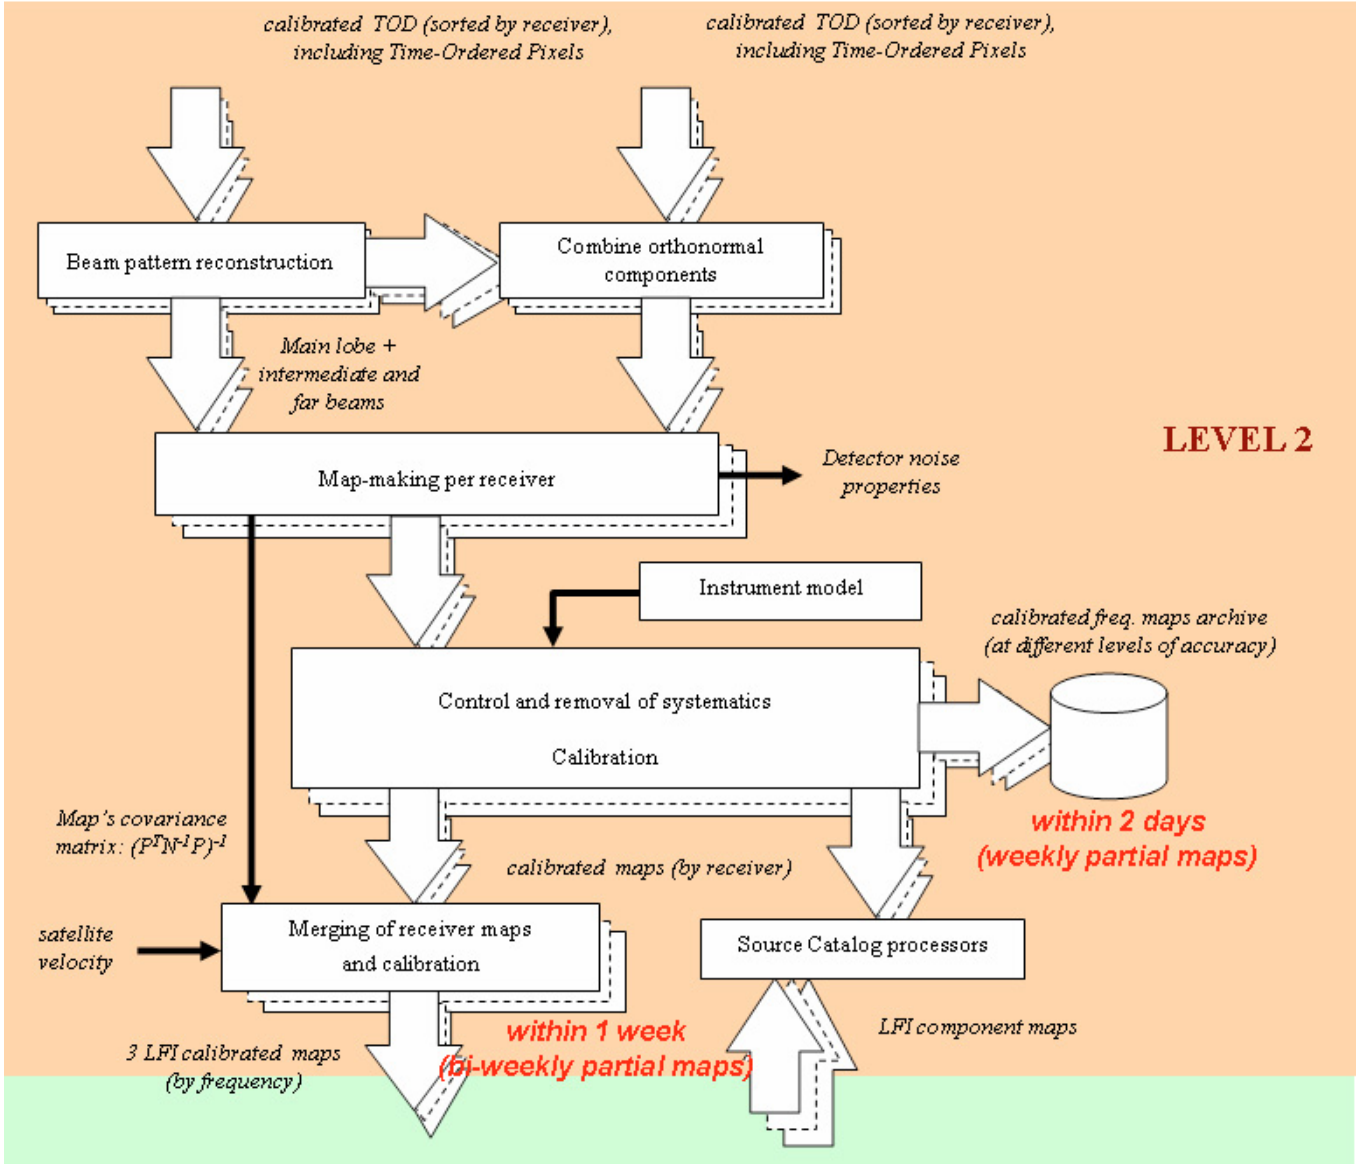 calibrated TOD (sorted by receiver),
including Time-Ordered Pixels
calibrated TOD (sorted by receiver),
including Time-Ordered Pixels
Beam pattern reconstruction
Combine orthonormal
components
Main lobe +
intermediate and
far beams
LEVEL 2
Map-making per receiver
Detector noise
properties
Instrument model
calibrated freq. maps archive
(at different levels of accuracy)
Control and removal of systematics
Calibration
Map's covariance
matrix: (PᵀN⁻¹P)⁻¹
within 2 days
(weekly partial maps)
calibrated maps (by receiver)
satellite
velocity
Merging of receiver maps
and calibration
Source Catalog processors
3 LFI calibrated maps
(by frequency)
within 1 week
(bi-weekly partial maps)
LFI component maps